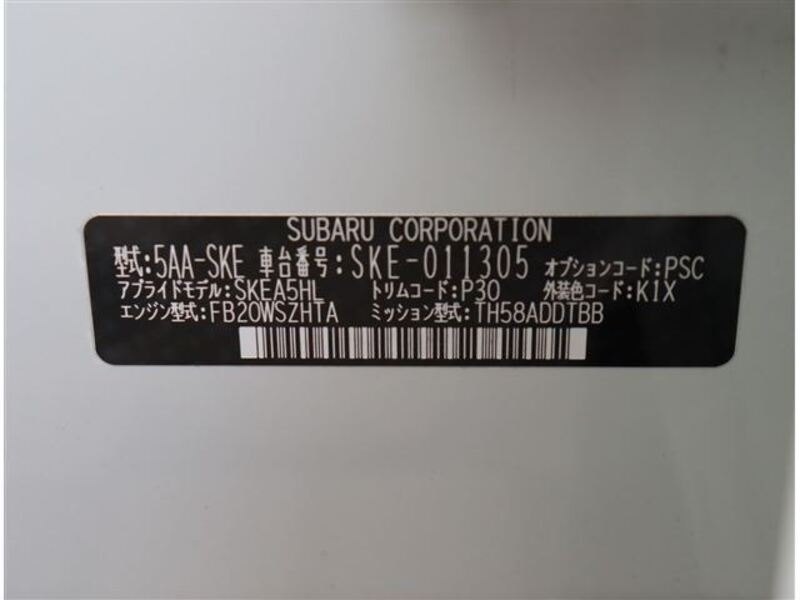 SUBARU CORPORATION
型式:5AA-SKE 車台番号:SKE-011305 オプションコード:PSC
アプライドモデル:SKEA5HL トリムコード:P30 外装色コード:K1X
エンジン型式:FB20WSZHTA ミッション型式:TH58ADDTBB